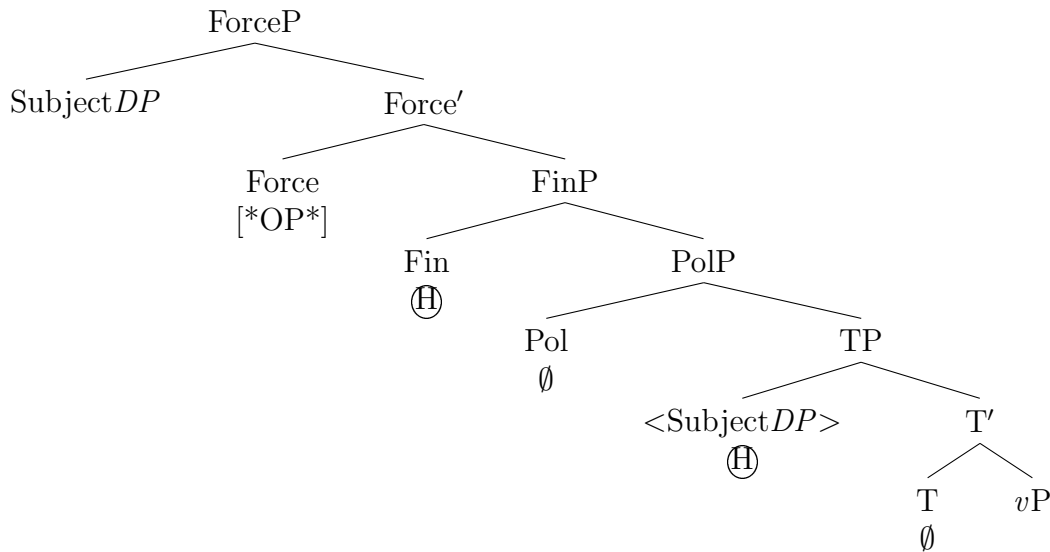 ForceP
SubjectDP Force′
Force FinP
[*OP*]
Fin PolP
Ⓗ
Pol TP
∅
<SubjectDP> T′
Ⓗ
T vP
∅